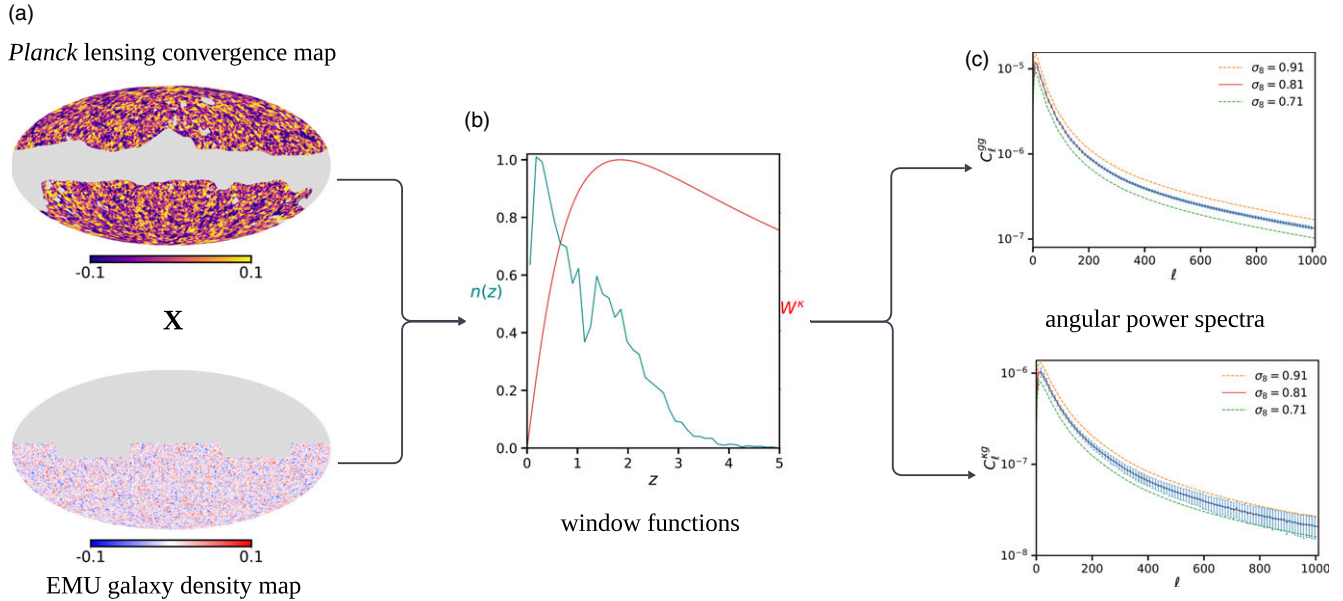 (a)
Planck lensing convergence map
-0.1 0.1
X
-0.1 0.1
EMU galaxy density map
(b)
1.0
0.8
0.6
0.4
0.2
0.0
n(z)
Wᴷ
0 1 2 3 4 5
z
window functions
(c)
10⁻⁵
10⁻⁶
10⁻⁷
C_ℓ^{gg}
σ₈ = 0.91
σ₈ = 0.81
σ₈ = 0.71
0 200 400 600 800 1000
ℓ
angular power spectra
10⁻⁶
10⁻⁷
10⁻⁸
C_ℓ^{κg}
σ₈ = 0.91
σ₈ = 0.81
σ₈ = 0.71
0 200 400 600 800 1000
ℓ